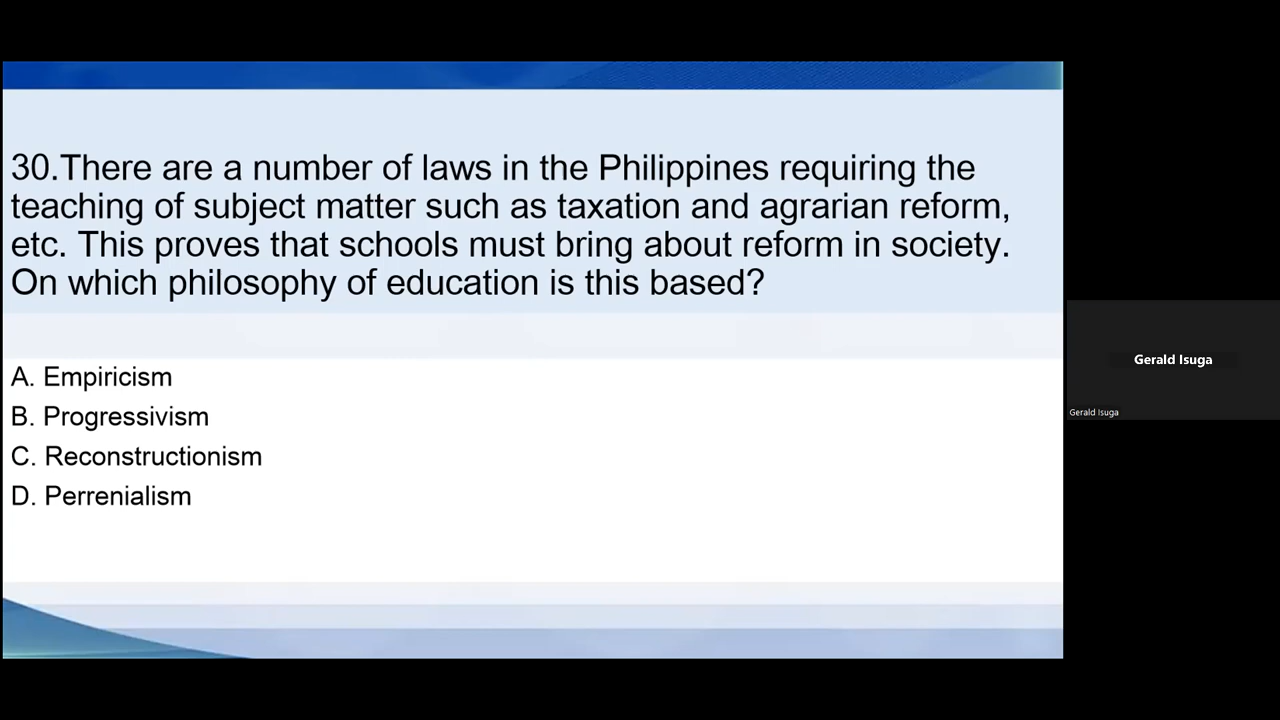 30.There are a number of laws in the Philippines requiring the
teaching of subject matter such as taxation and agrarian reform,
etc. This proves that schools must bring about reform in society.
On which philosophy of education is this based?
A. Empiricism
B. Progressivism
C. Reconstructionism
D. Perrenialism
Gerald Isuga
Gerald Isuga